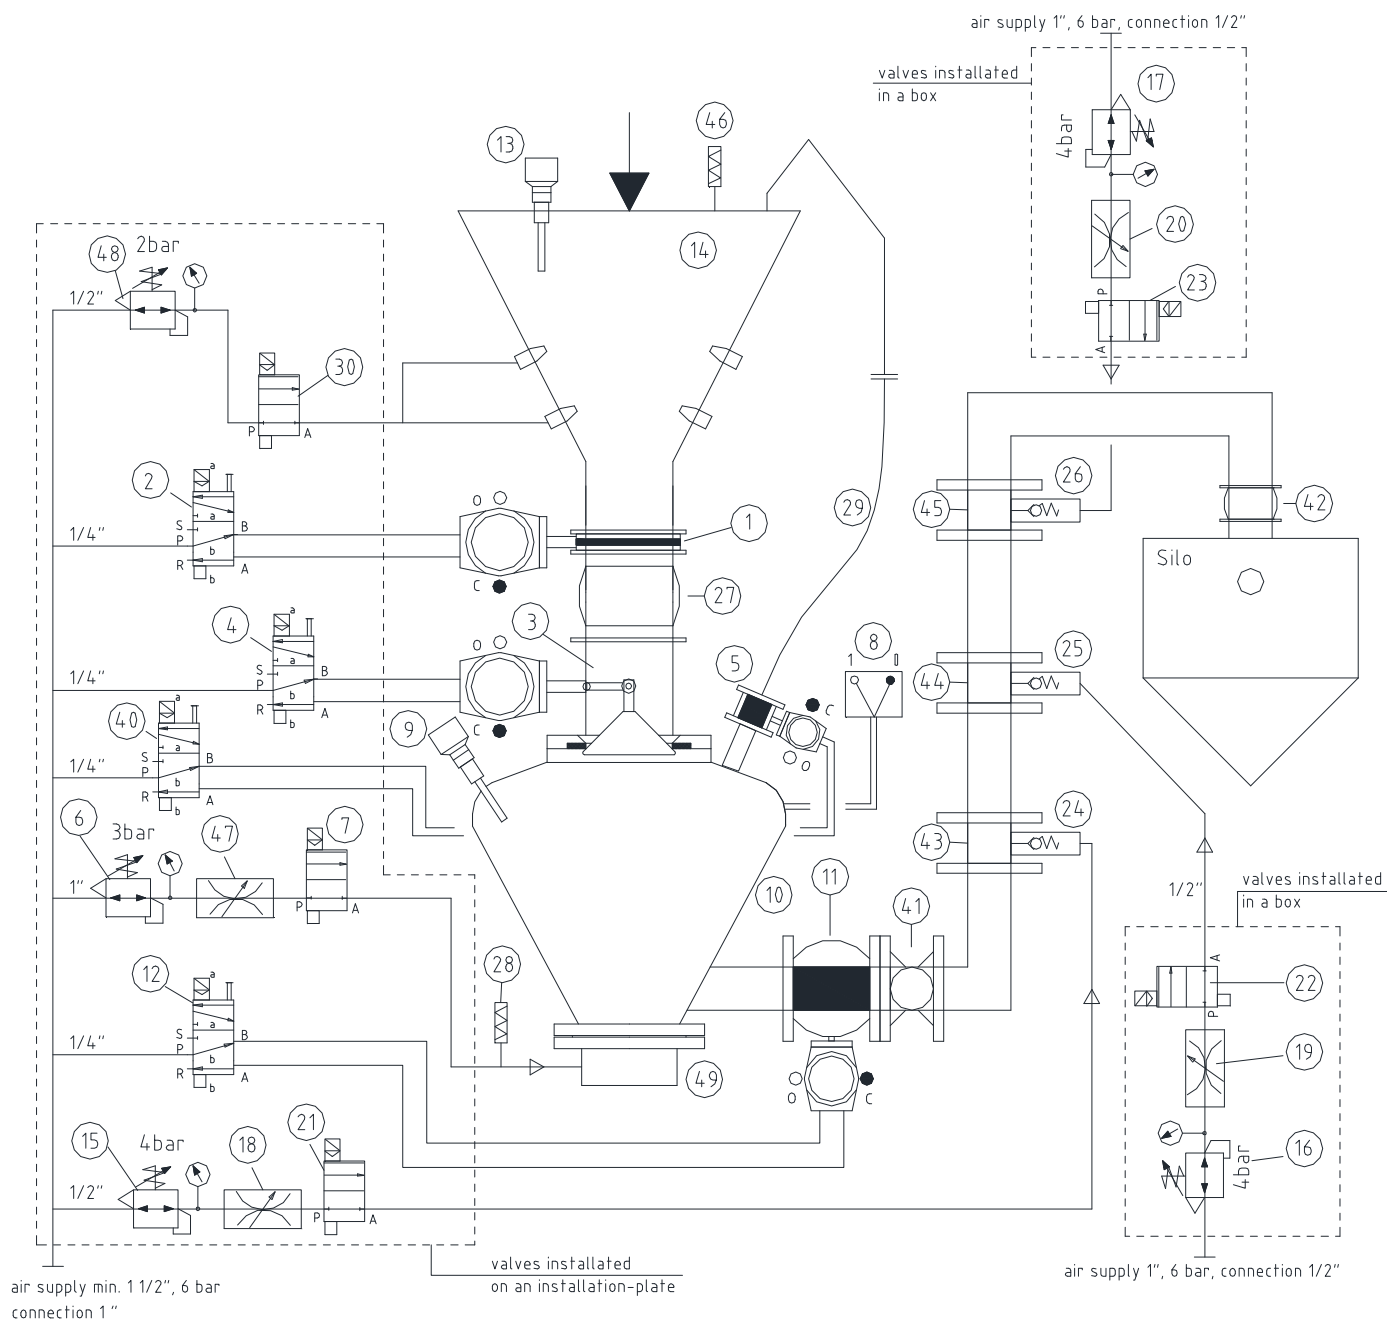 air supply 1", 6 bar, connection 1/2"
valves installated
in a box
17
4bar
46
13
20
14
23
P
A
48
2bar
1/2"
30
P
A
2
a
a
S
P
b
R
b
B
A
1/4"
O
C
1
29
26
45
42
Silo
27
3
4
a
a
S
P
b
R
b
B
A
1/4"
O
C
5
8
1
0
25
44
C
O
9
40
a
a
S
P
b
R
b
B
A
1/4"
6
3bar
47
7
1"
P
A
24
43
10
11
41
1/2"
valves installated
in a box
12
a
a
S
P
b
R
b
B
A
1/4"
28
49
O
C
A
22
P
19
16
4bar
15
4bar
18
21
1/2"
P
A
valves installated
on an installation-plate
air supply 1", 6 bar, connection 1/2"
air supply min. 1 1/2", 6 bar
connection 1 "